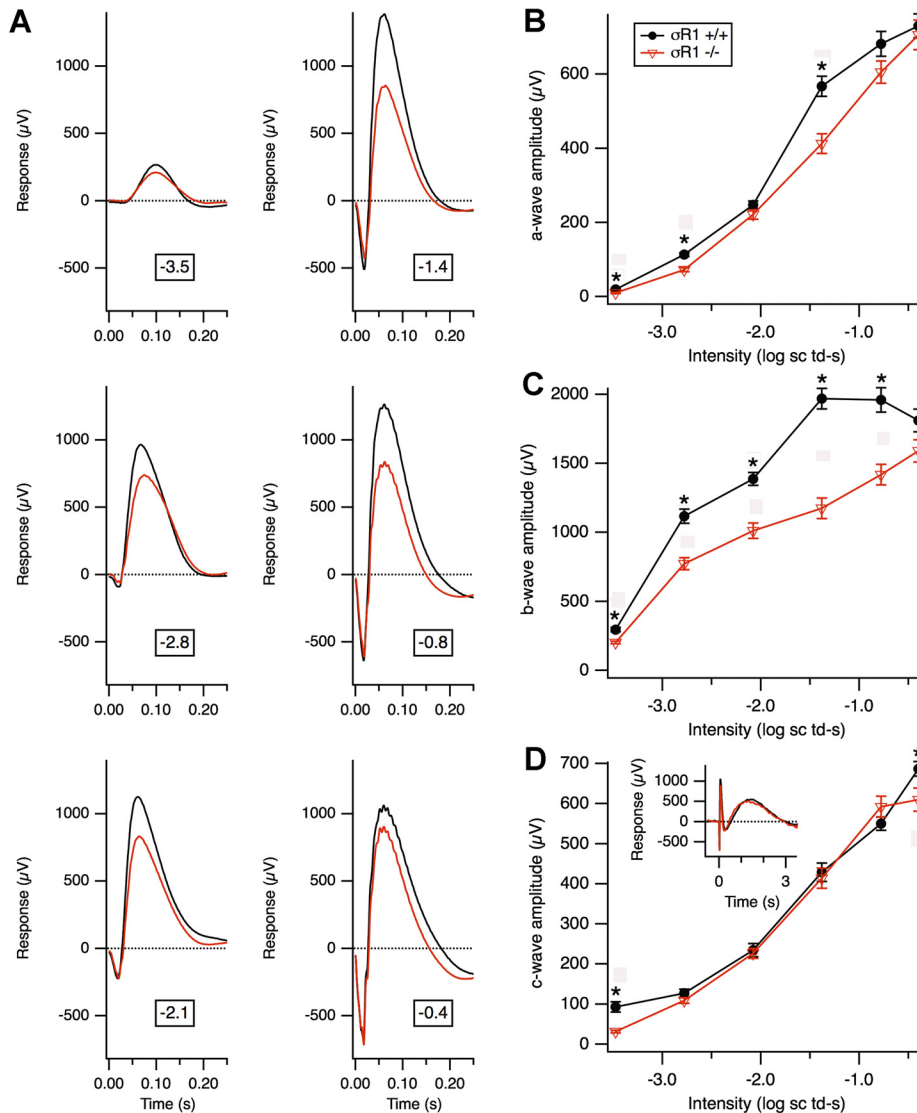 A
Response (µV)
1000
500
0
-500
-3.5
0.00 0.10 0.20
Response (µV)
1000
500
0
-500
-1.4
0.00 0.10 0.20
Response (µV)
1000
500
0
-500
-2.8
0.00 0.10 0.20
Response (µV)
1000
500
0
-500
-0.8
0.00 0.10 0.20
Response (µV)
1000
500
0
-500
-2.1
0.00 0.10 0.20
Time (s)
Response (µV)
1000
500
0
-500
-0.4
0.00 0.10 0.20
Time (s)
B
σR1 +/+
σR1 -/-
a-wave amplitude (µV)
600
400
200
0
* * *
-3.0 -2.0 -1.0
Intensity (log sc td-s)
C
b-wave amplitude (µV)
2000
1500
1000
500
0
* * * * *
-3.0 -2.0 -1.0
Intensity (log sc td-s)
D
c-wave amplitude (µV)
700
600
500
400
300
200
100
0
* *
Response (µV)
1000
500
0
-500
0 3
Time (s)
-3.0 -2.0 -1.0
Intensity (log sc td-s)